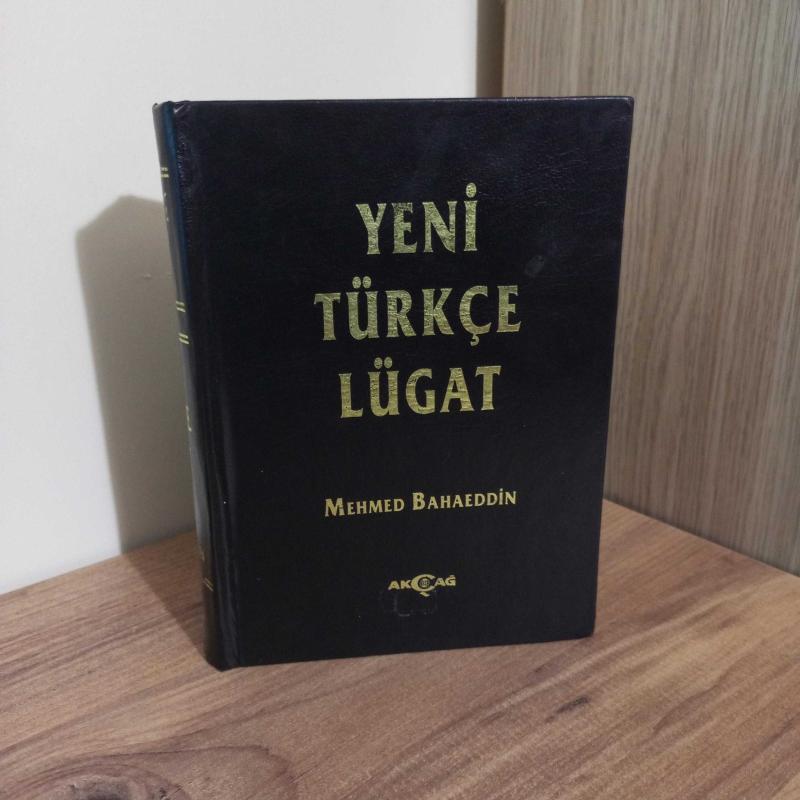 YENİ
TÜRKÇE
LÜGAT
MEHMED BAHAEDDİN
AKÇAĞ